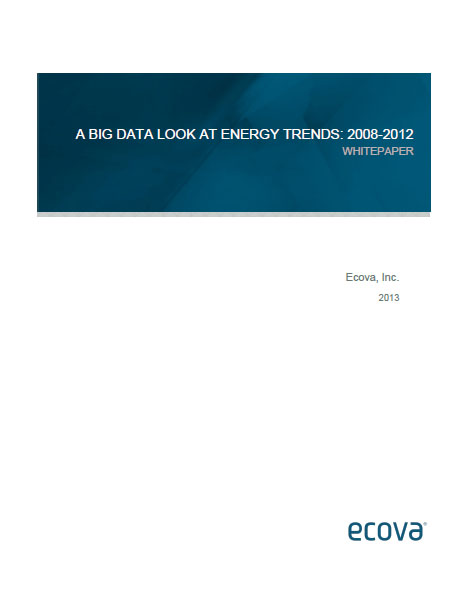 A BIG DATA LOOK AT ENERGY TRENDS: 2008-2012
WHITEPAPER
Ecova, Inc.
2013
ecova®